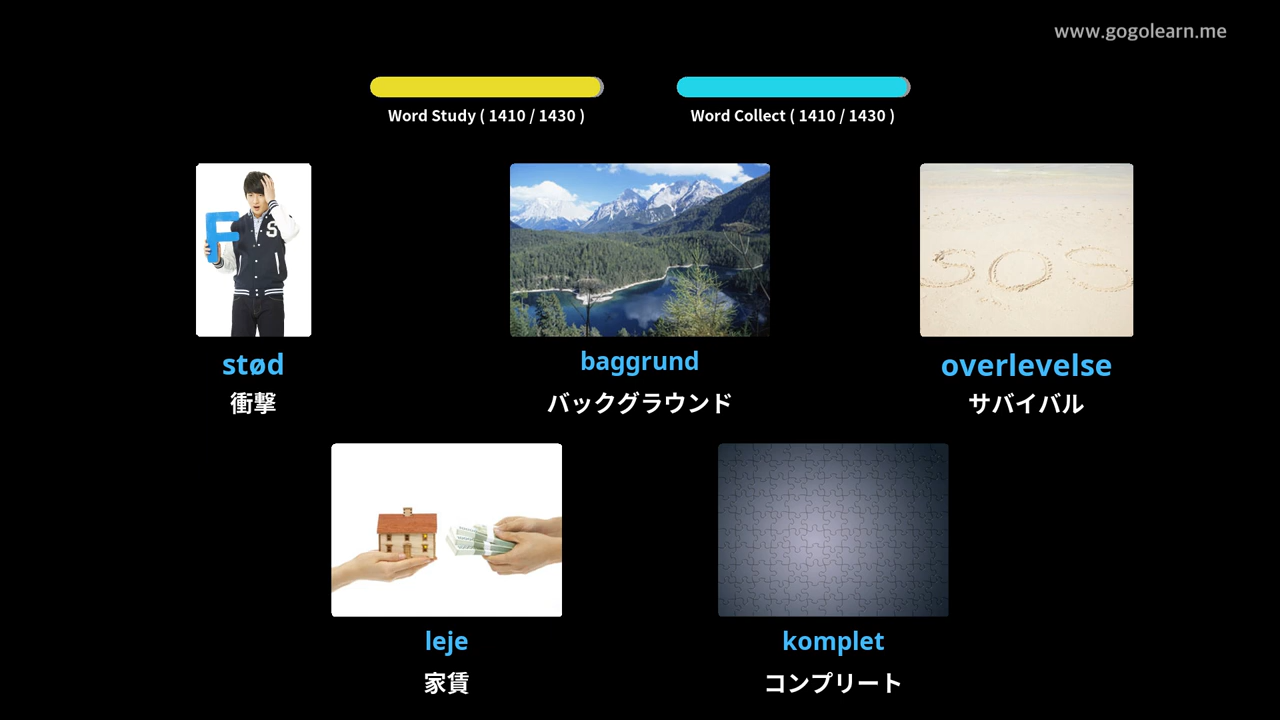 www.gogolearn.me
Word Study ( 1410 / 1430 )
Word Collect ( 1410 / 1430 )
F
S
SOS
stød
衝撃
baggrund
バックグラウンド
overlevelse
サバイバル
leje
家賃
komplet
コンプリート